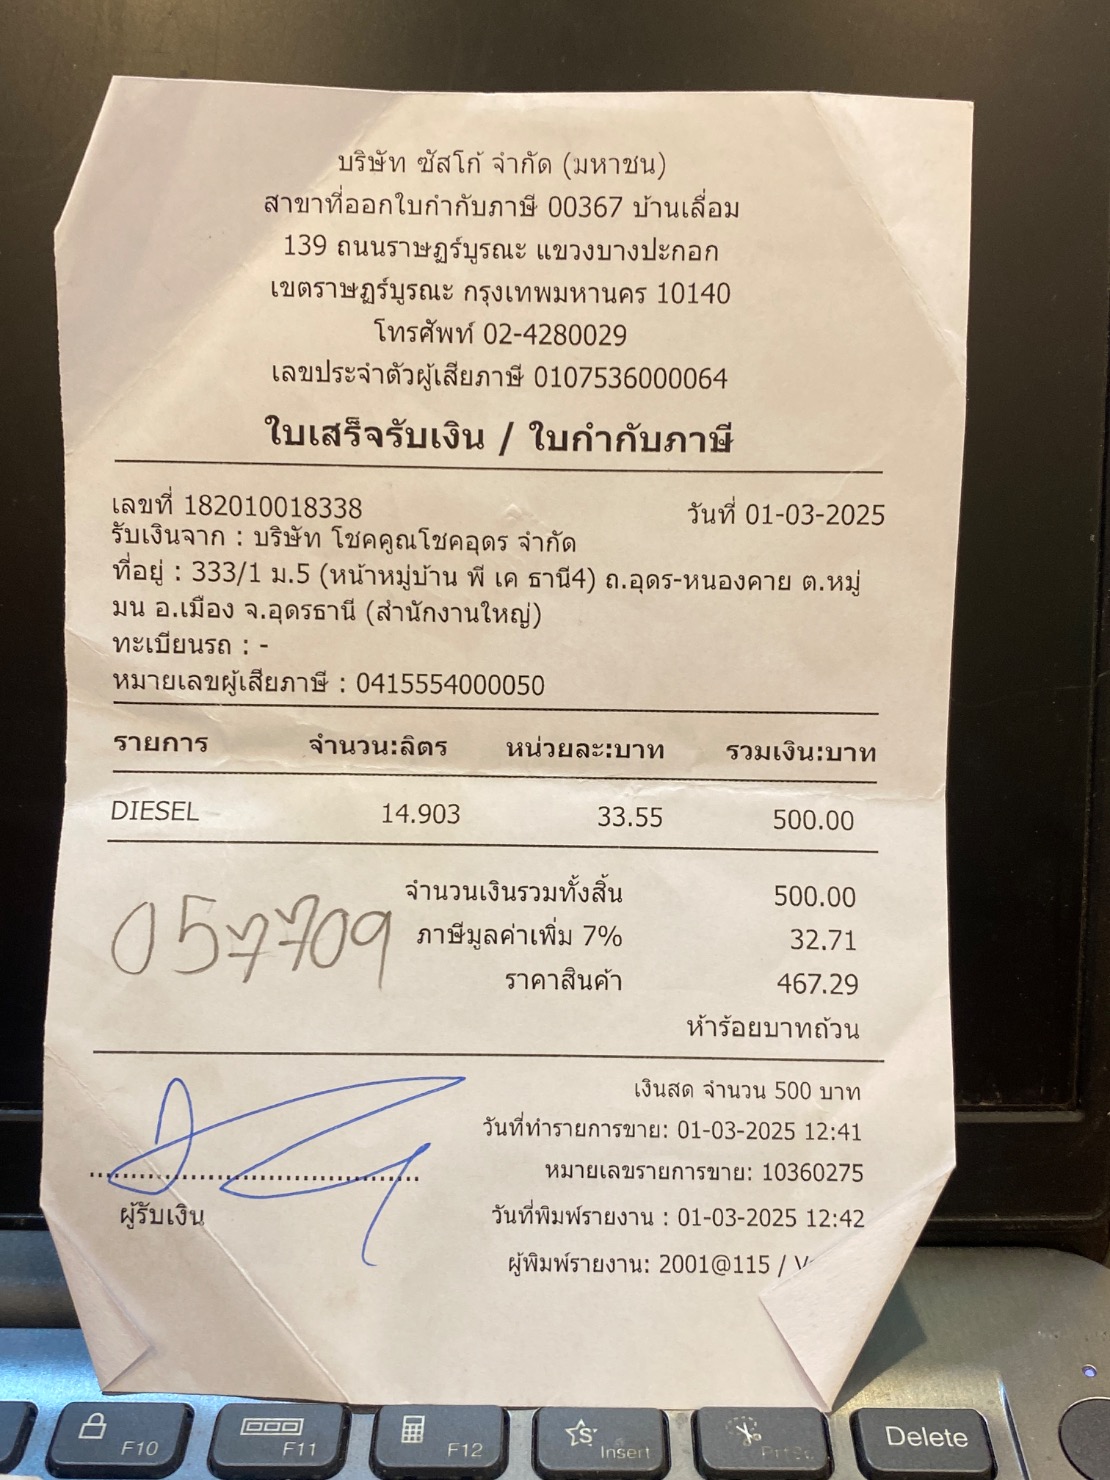 บริษัท ซัสโก้ จำกัด (มหาชน)
สาขาที่ออกใบกำกับภาษี 00367 บ้านเลื่อม
139 ถนนราษฎร์บูรณะ แขวงบางปะกอก
เขตราษฎร์บูรณะ กรุงเทพมหานคร 10140
โทรศัพท์ 02-4280029
เลขประจำตัวผู้เสียภาษี 0107536000064
ใบเสร็จรับเงิน / ใบกำกับภาษี
เลขที่ 182010018338 วันที่ 01-03-2025
รับเงินจาก : บริษัท โชคคูณโชคอุดร จำกัด
ที่อยู่ : 333/1 ม.5 (หน้าหมู่บ้าน พี เค ธานี4) ถ.อุดร-หนองคาย ต.หมู่
มน อ.เมือง จ.อุดรธานี (สำนักงานใหญ่)
ทะเบียนรถ : -
หมายเลขผู้เสียภาษี : 0415554000050
รายการ จำนวน:ลิตร หน่วยละ:บาท รวมเงิน:บาท
DIESEL 14.903 33.55 500.00
จำนวนเงินรวมทั้งสิ้น 500.00
057709 ภาษีมูลค่าเพิ่ม 7% 32.71
ราคาสินค้า 467.29
ห้าร้อยบาทถ้วน
เงินสด จำนวน 500 บาท
วันที่ทำรายการขาย: 01-03-2025 12:41
หมายเลขรายการขาย: 10360275
ผู้รับเงิน วันที่พิมพ์รายงาน : 01-03-2025 12:42
ผู้พิมพ์รายงาน: 2001@115 /
F10 F11 F12 Insert PrtSc Delete